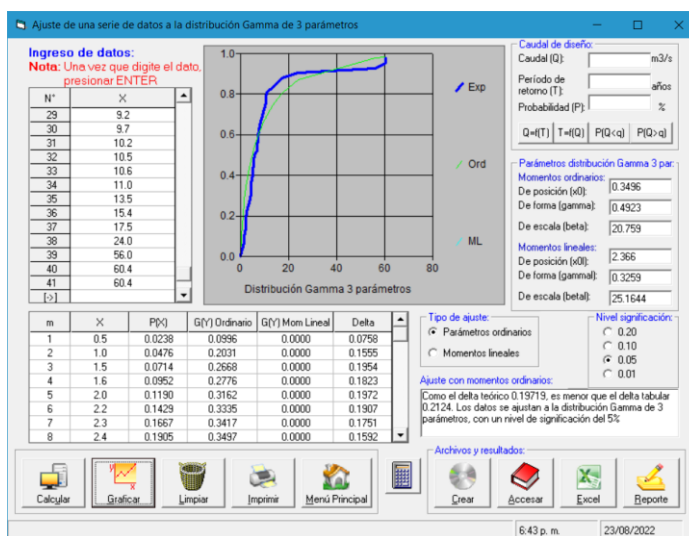 Ajuste de una serie de datos a la distribución Gamma de 3 parámetros
Ingreso de datos:
Nota: Una vez que digite el dato,
presionar ENTER
N° X
29 9.2
30 9.7
31 10.2
32 10.5
33 10.6
34 11.0
35 13.5
36 15.4
37 17.5
38 24.0
39 56.0
40 60.4
41 60.4
[->]
1.0
0.8
0.6
0.4
0.2
0.0
0 20 40 60 80
Distribución Gamma 3 parámetros
Exp
Ord
ML
Caudal de diseño:
Caudal (Q): m3/s
Período de
retorno (T): años
Probabilidad (P): %
Q=f(T) T=f(Q) P(Q<q) P(Q>q)
Parámetros distribución Gamma 3 par:
Momentos ordinarios:
De posición (x0): 0.3496
De forma (gamma): 0.4923
De escala (beta): 20.759
Momentos lineales:
De posición (x0l): 2.366
De forma (gammal): 0.3259
De escala (betal): 25.1644
m X P(X) G(Y) Ordinario G(Y) Mom Lineal Delta
1 0.5 0.0238 0.0996 0.0000 0.0758
2 1.0 0.0476 0.2031 0.0000 0.1555
3 1.5 0.0714 0.2668 0.0000 0.1954
4 1.6 0.0952 0.2776 0.0000 0.1823
5 2.0 0.1190 0.3162 0.0000 0.1972
6 2.2 0.1429 0.3335 0.0000 0.1907
7 2.3 0.1667 0.3417 0.0000 0.1751
8 2.4 0.1905 0.3497 0.0000 0.1592
Tipo de ajuste:
Parámetros ordinarios
Momentos lineales
Nivel significación:
0.20
0.10
0.05
0.01
Ajuste con momentos ordinarios:
Como el delta teórico 0.19719, es menor que el delta tabular
0.2124. Los datos se ajustan a la distribución Gamma de 3
parámetros, con un nivel de significación del 5%
Calcular Graficar Limpiar Imprimir Menú Principal
Archivos y resultados:
Crear Accesar Excel Reporte
6:43 p. m. 23/08/2022